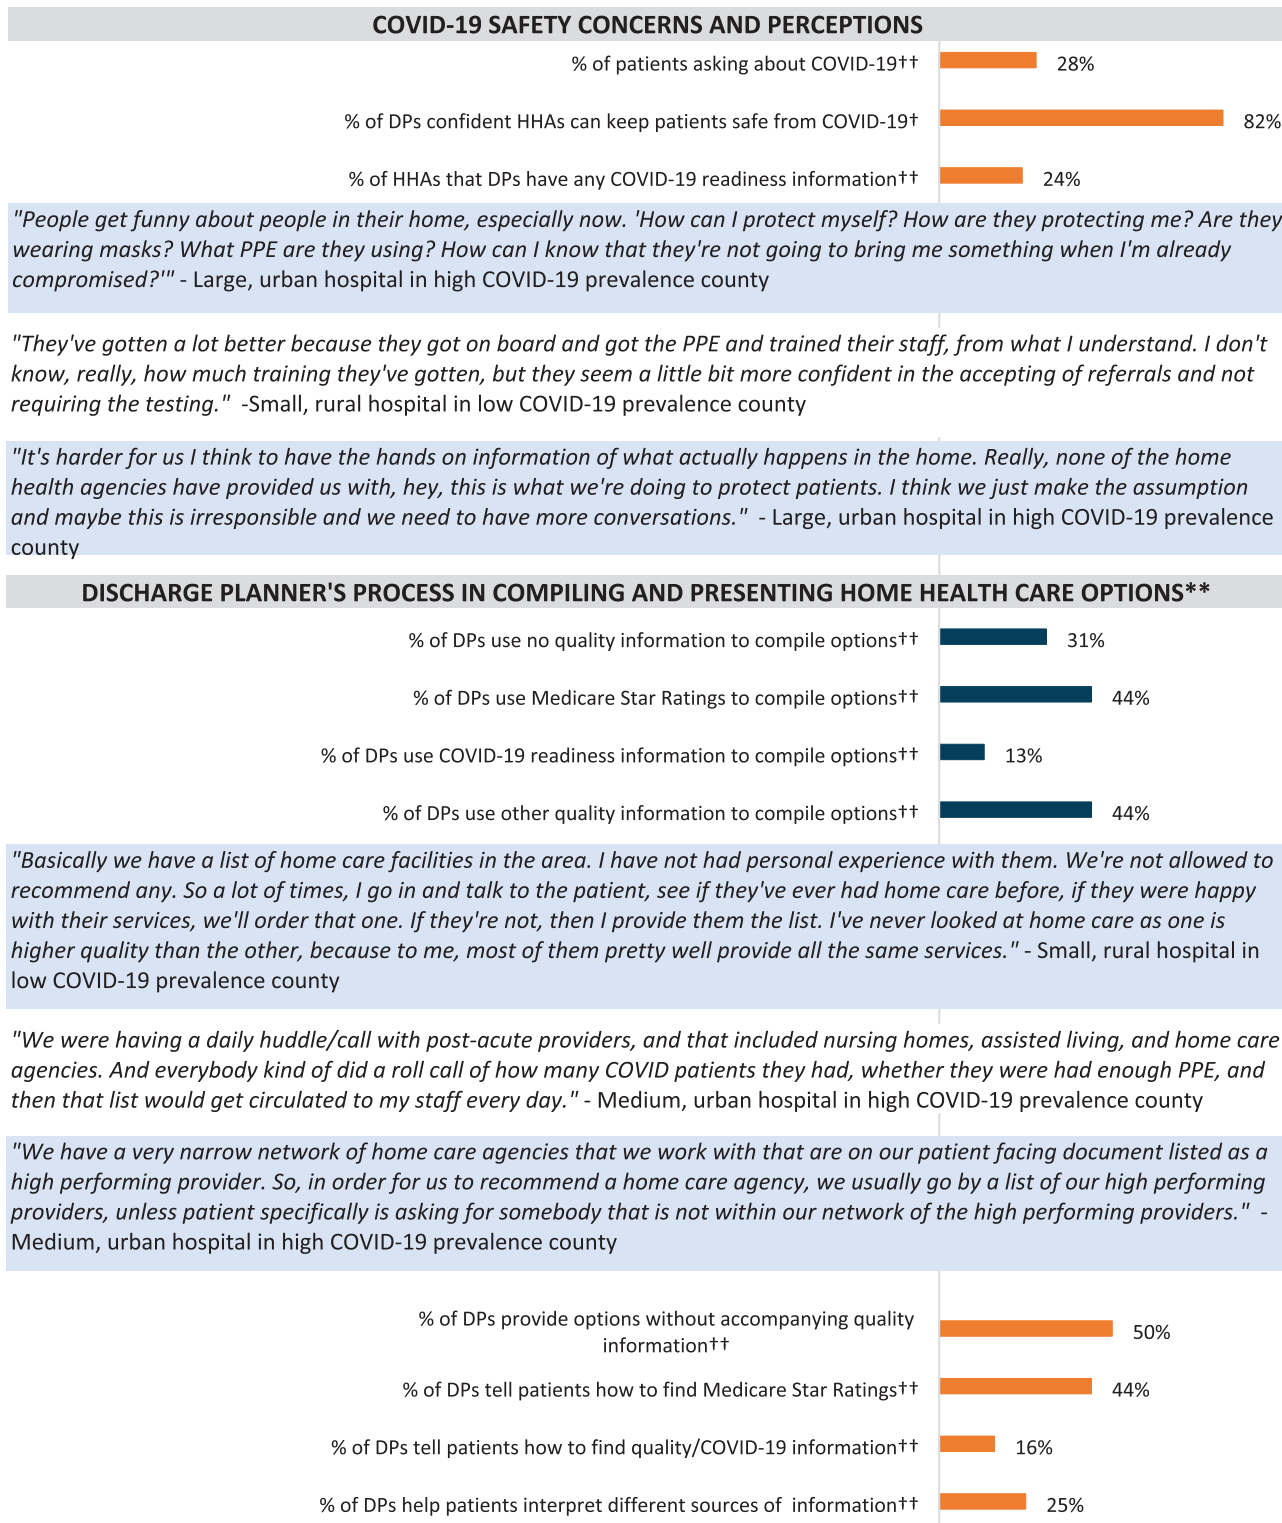 COVID-19 SAFETY CONCERNS AND PERCEPTIONS
% of patients asking about COVID-19†† 28%
% of DPs confident HHAs can keep patients safe from COVID-19† 82%
% of HHAs that DPs have any COVID-19 readiness information†† 24%
"People get funny about people in their home, especially now. 'How can I protect myself? How are they protecting me? Are they
wearing masks? What PPE are they using? How can I know that they're not going to bring me something when I'm already
compromised?'" - Large, urban hospital in high COVID-19 prevalence county
"They've gotten a lot better because they got on board and got the PPE and trained their staff, from what I understand. I don't
know, really, how much training they've gotten, but they seem a little bit more confident in the accepting of referrals and not
requiring the testing."  -Small, rural hospital in low COVID-19 prevalence county
"It's harder for us I think to have the hands on information of what actually happens in the home. Really, none of the home
health agencies have provided us with, hey, this is what we're doing to protect patients. I think we just make the assumption
and maybe this is irresponsible and we need to have more conversations."  - Large, urban hospital in high COVID-19 prevalence
county
DISCHARGE PLANNER'S PROCESS IN COMPILING AND PRESENTING HOME HEALTH CARE OPTIONS**
% of DPs use no quality information to compile options†† 31%
% of DPs use Medicare Star Ratings to compile options†† 44%
% of DPs use COVID-19 readiness information to compile options†† 13%
% of DPs use other quality information to compile options†† 44%
"Basically we have a list of home care facilities in the area. I have not had personal experience with them. We're not allowed to
recommend any. So a lot of times, I go in and talk to the patient, see if they've ever had home care before, if they were happy
with their services, we'll order that one. If they're not, then I provide them the list. I've never looked at home care as one is
higher quality than the other, because to me, most of them pretty well provide all the same services." - Small, rural hospital in
low COVID-19 prevalence county
"We were having a daily huddle/call with post-acute providers, and that included nursing homes, assisted living, and home care
agencies. And everybody kind of did a roll call of how many COVID patients they had, whether they were had enough PPE, and
then that list would get circulated to my staff every day." - Medium, urban hospital in high COVID-19 prevalence county
"We have a very narrow network of home care agencies that we work with that are on our patient facing document listed as a
high performing provider. So, in order for us to recommend a home care agency, we usually go by a list of our high performing
providers, unless patient specifically is asking for somebody that is not within our network of the high performing providers."  -
Medium, urban hospital in high COVID-19 prevalence county
% of DPs provide options without accompanying quality
information†† 50%
% of DPs tell patients how to find Medicare Star Ratings†† 44%
% of DPs tell patients how to find quality/COVID-19 information†† 16%
% of DPs help patients interpret different sources of  information†† 25%